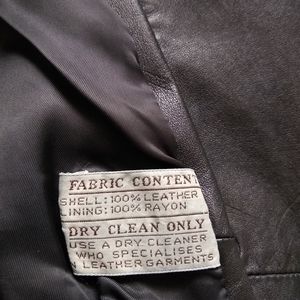 FABRIC CONTENT
SHELL: 100% LEATHER
LINING: 100% RAYON
DRY CLEAN ONLY
USE A DRY CLEANER
WHO SPECIALISES
IN LEATHER GARMENTS